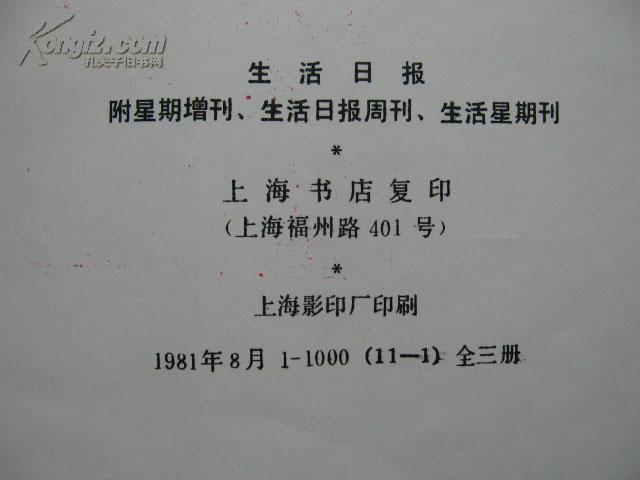 Kongfz.com
孔夫子旧书网
生活日报
附星期增刊、生活日报周刊、生活星期刊
*
上海书店复印
(上海福州路 401 号)
*
上海影印厂印刷
1981年8月 1-1000 (11—1) 全三册